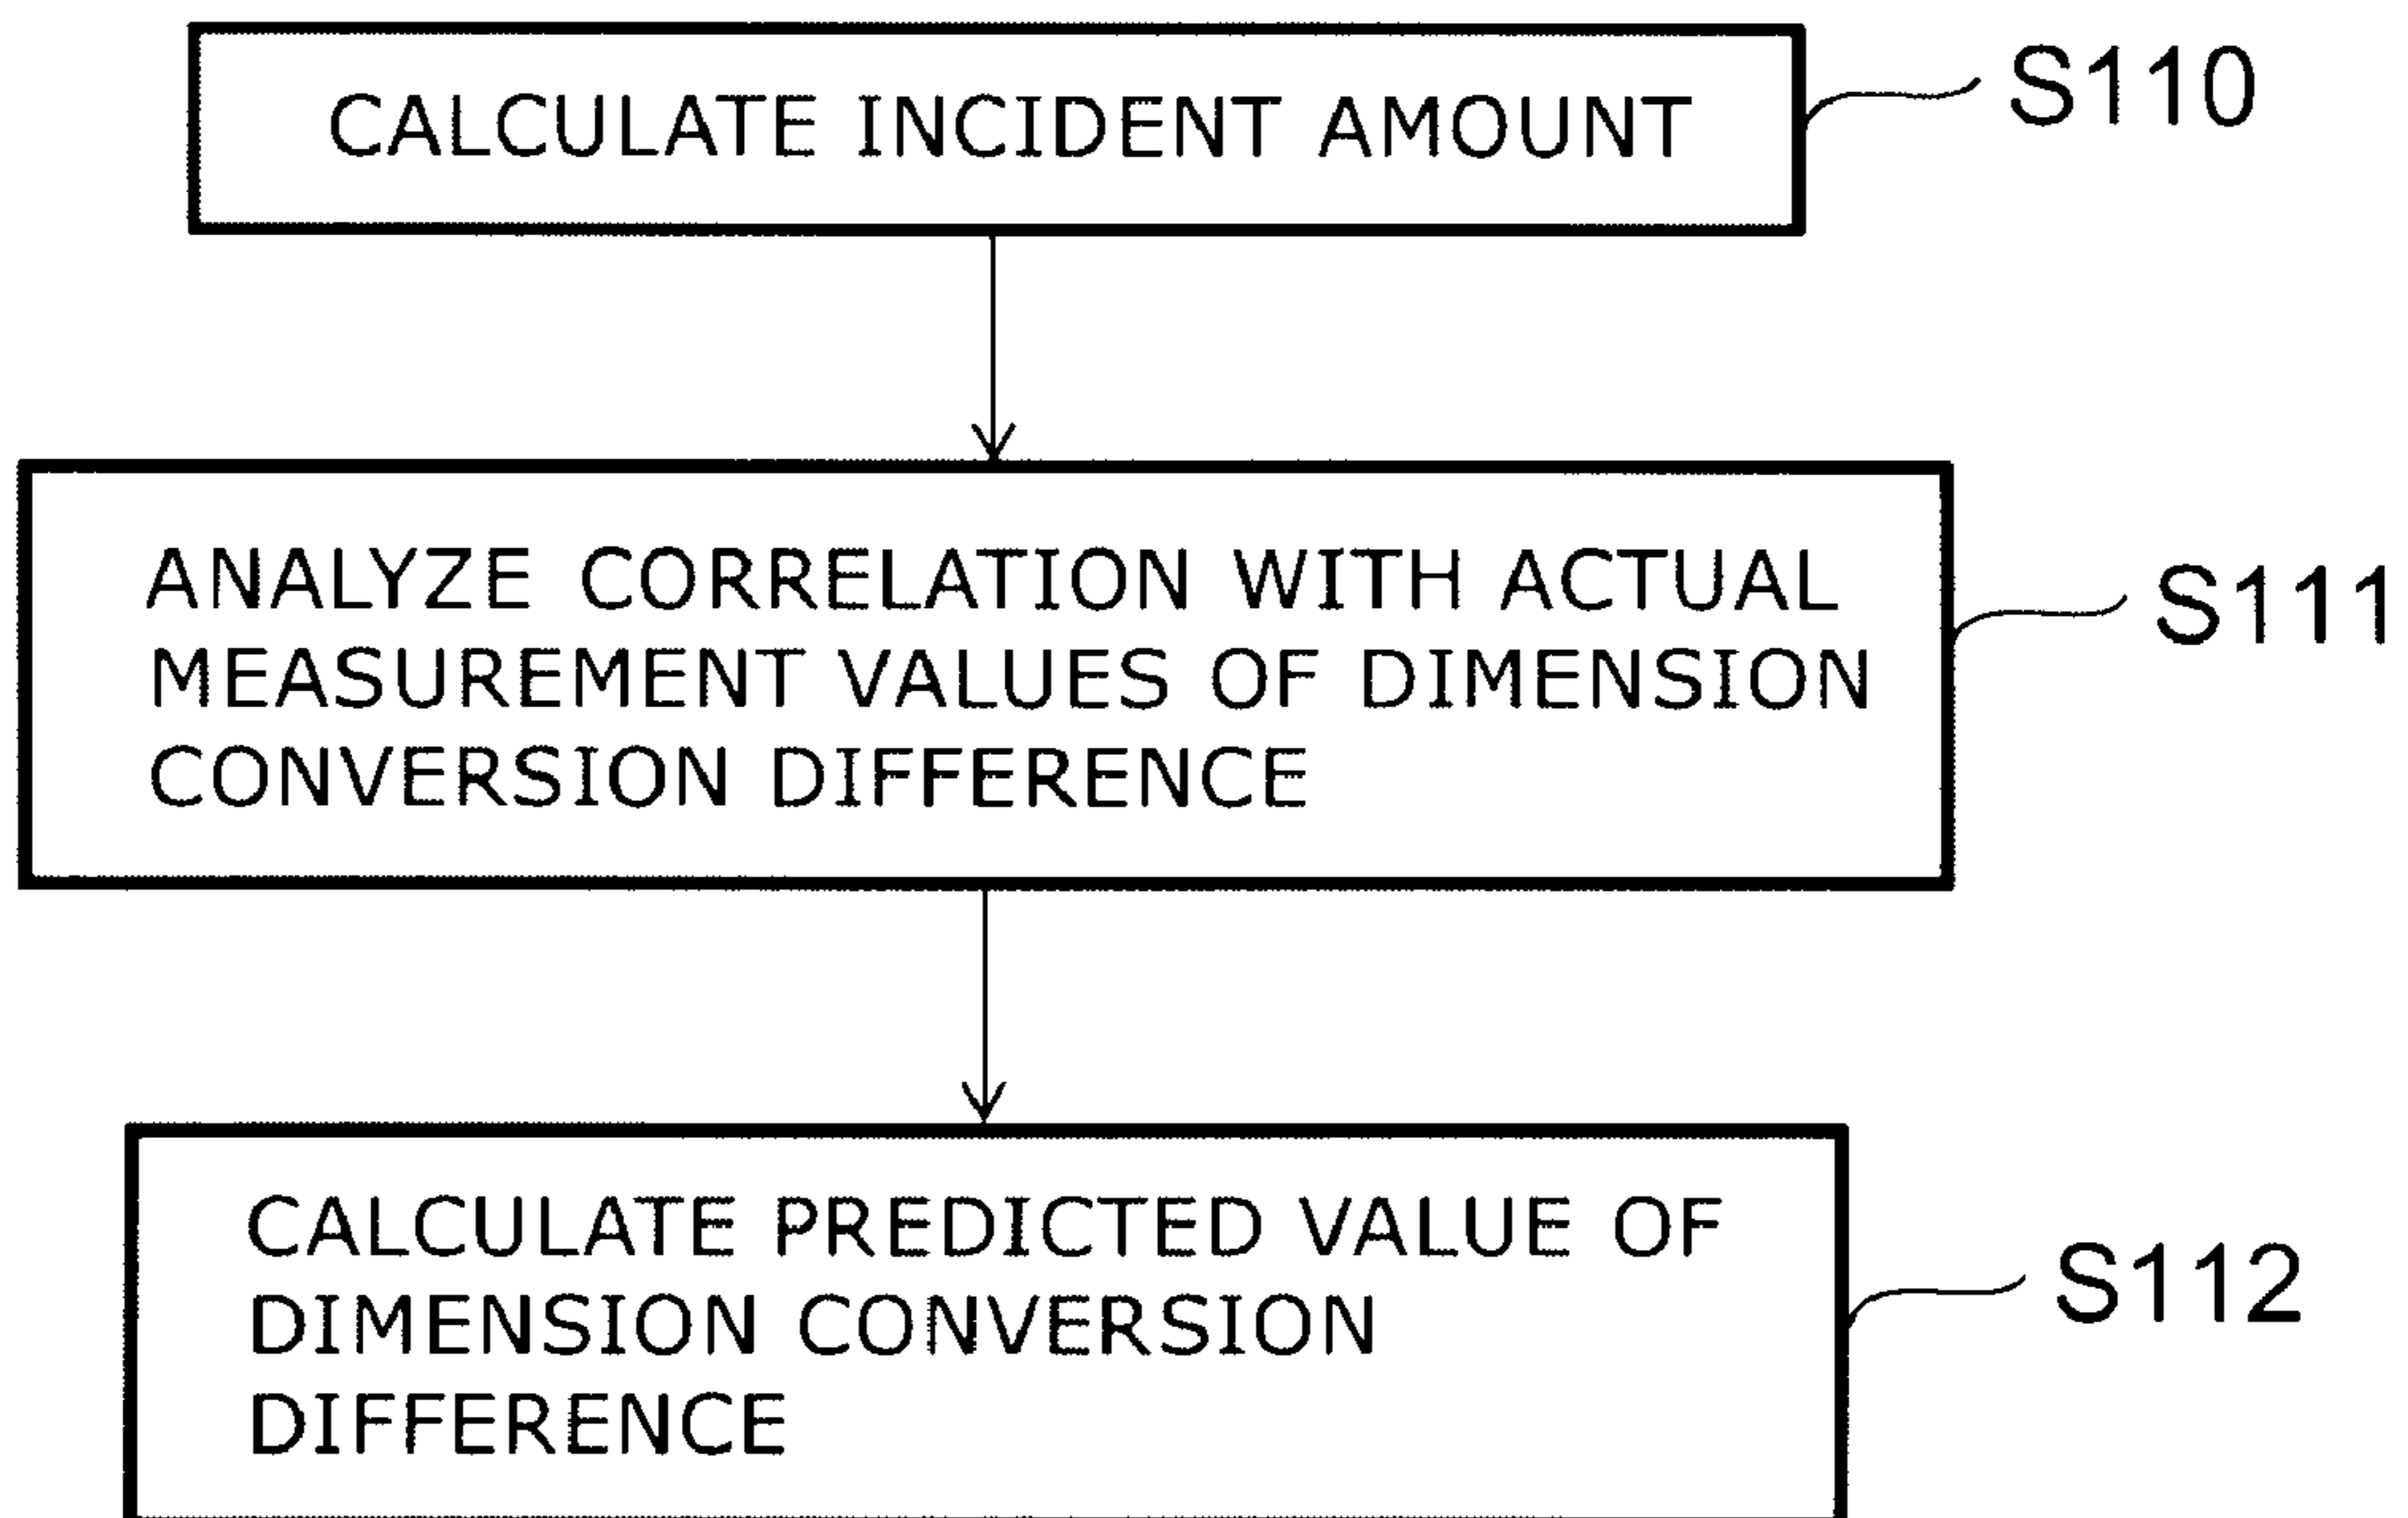 CALCULATE INCIDENT AMOUNT
S110
ANALYZE CORRELATION WITH ACTUAL
MEASUREMENT VALUES OF DIMENSION
CONVERSION DIFFERENCE
S111
CALCULATE PREDICTED VALUE OF
DIMENSION CONVERSION
DIFFERENCE
S112